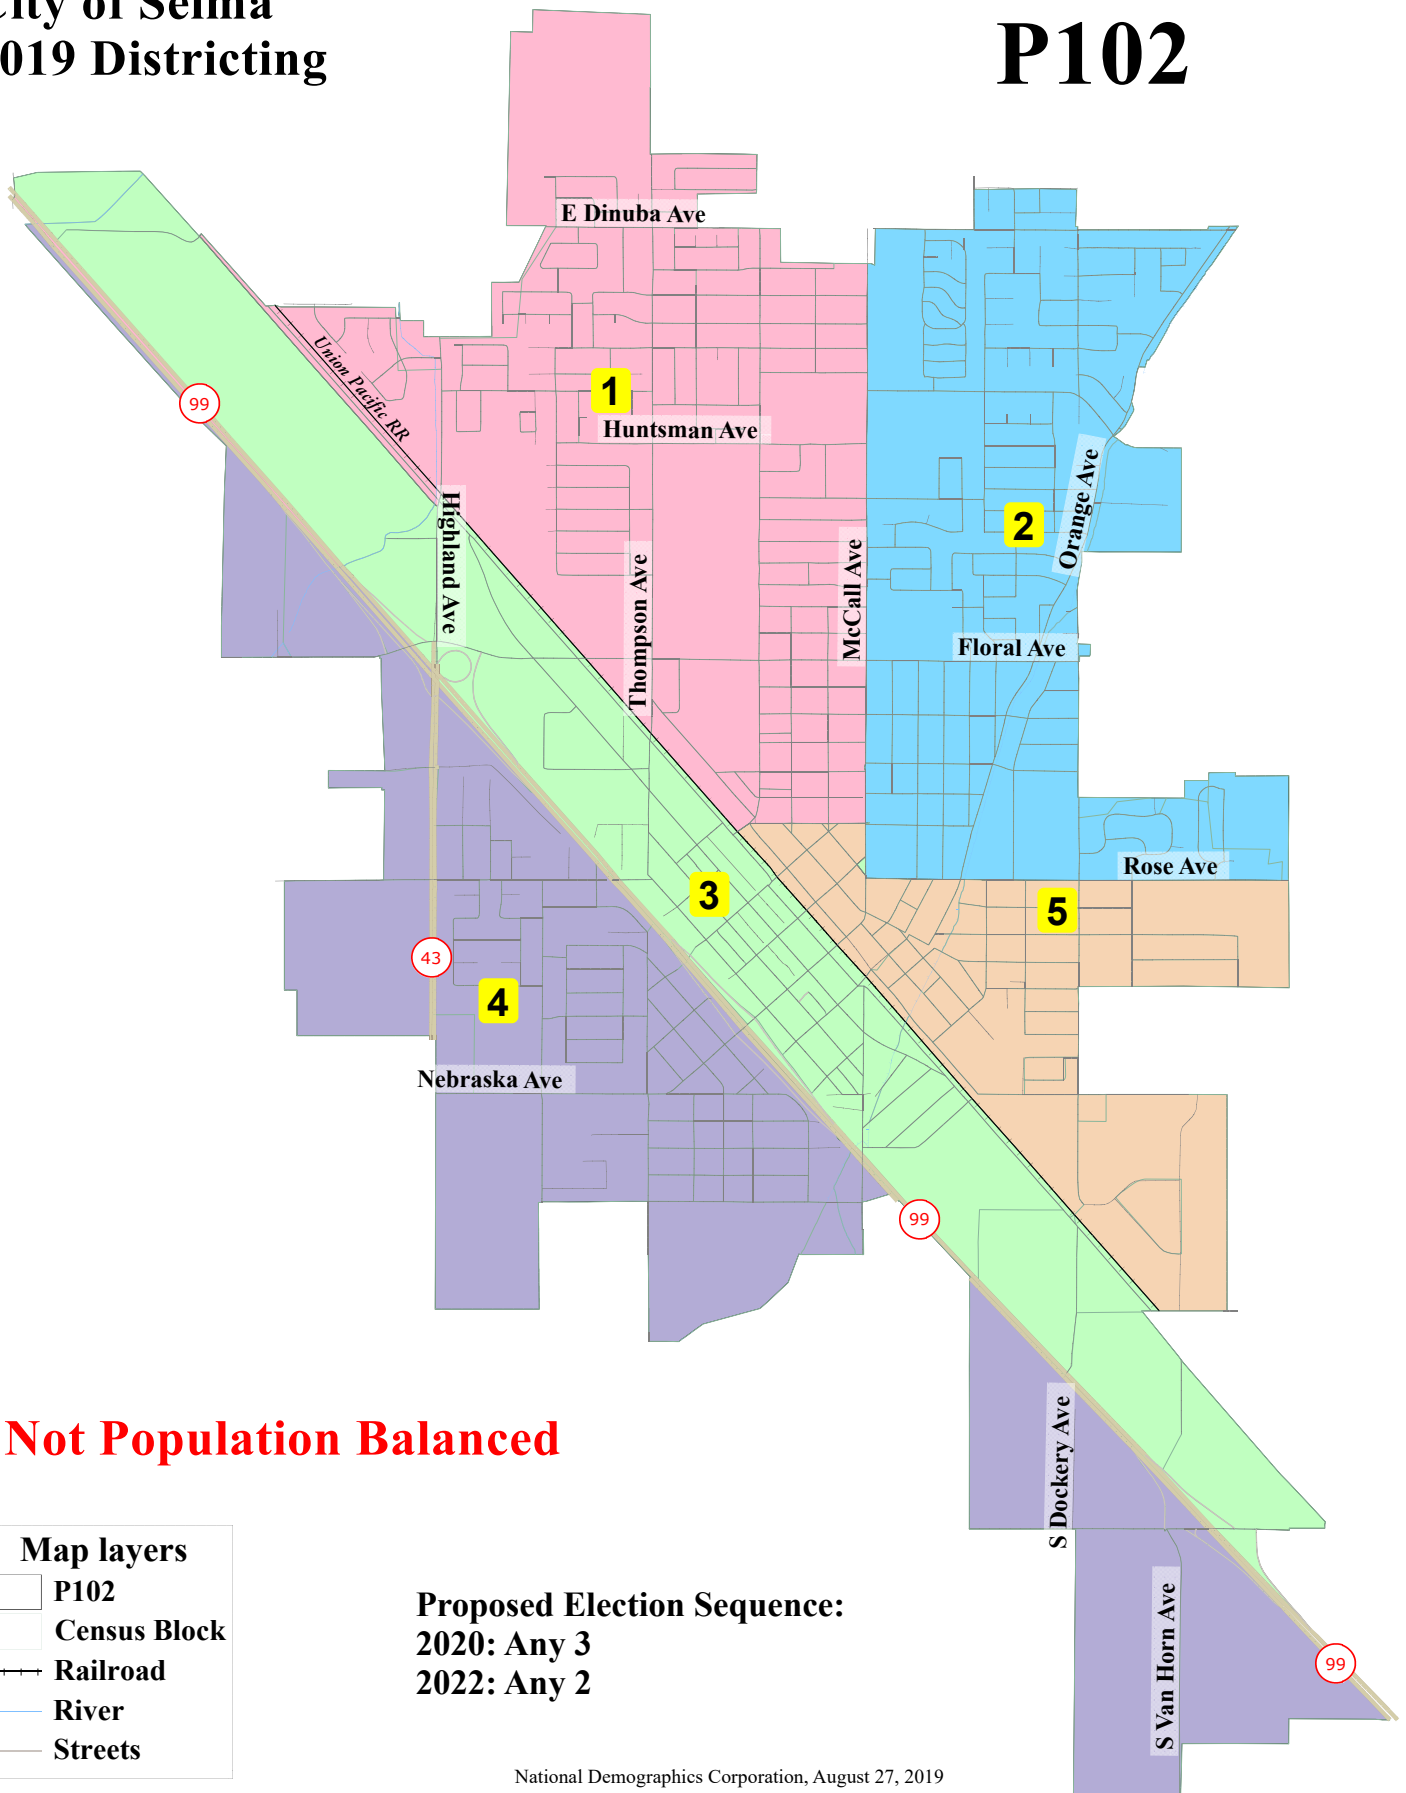 City of Selma
2019 Districting
P102
E Dinuba Ave
Union Pacific RR
99
1
Huntsman Ave
Highland Ave
Orange Ave
2
Thompson Ave
McCall Ave
Floral Ave
Rose Ave
3
5
43
4
Nebraska Ave
99
S Dockery Ave
Not Population Balanced
Map layers
P102
Census Block
Railroad
River
Streets
Proposed Election Sequence:
2020: Any 3
2022: Any 2
S Van Horn Ave
99
National Demographics Corporation, August 27, 2019